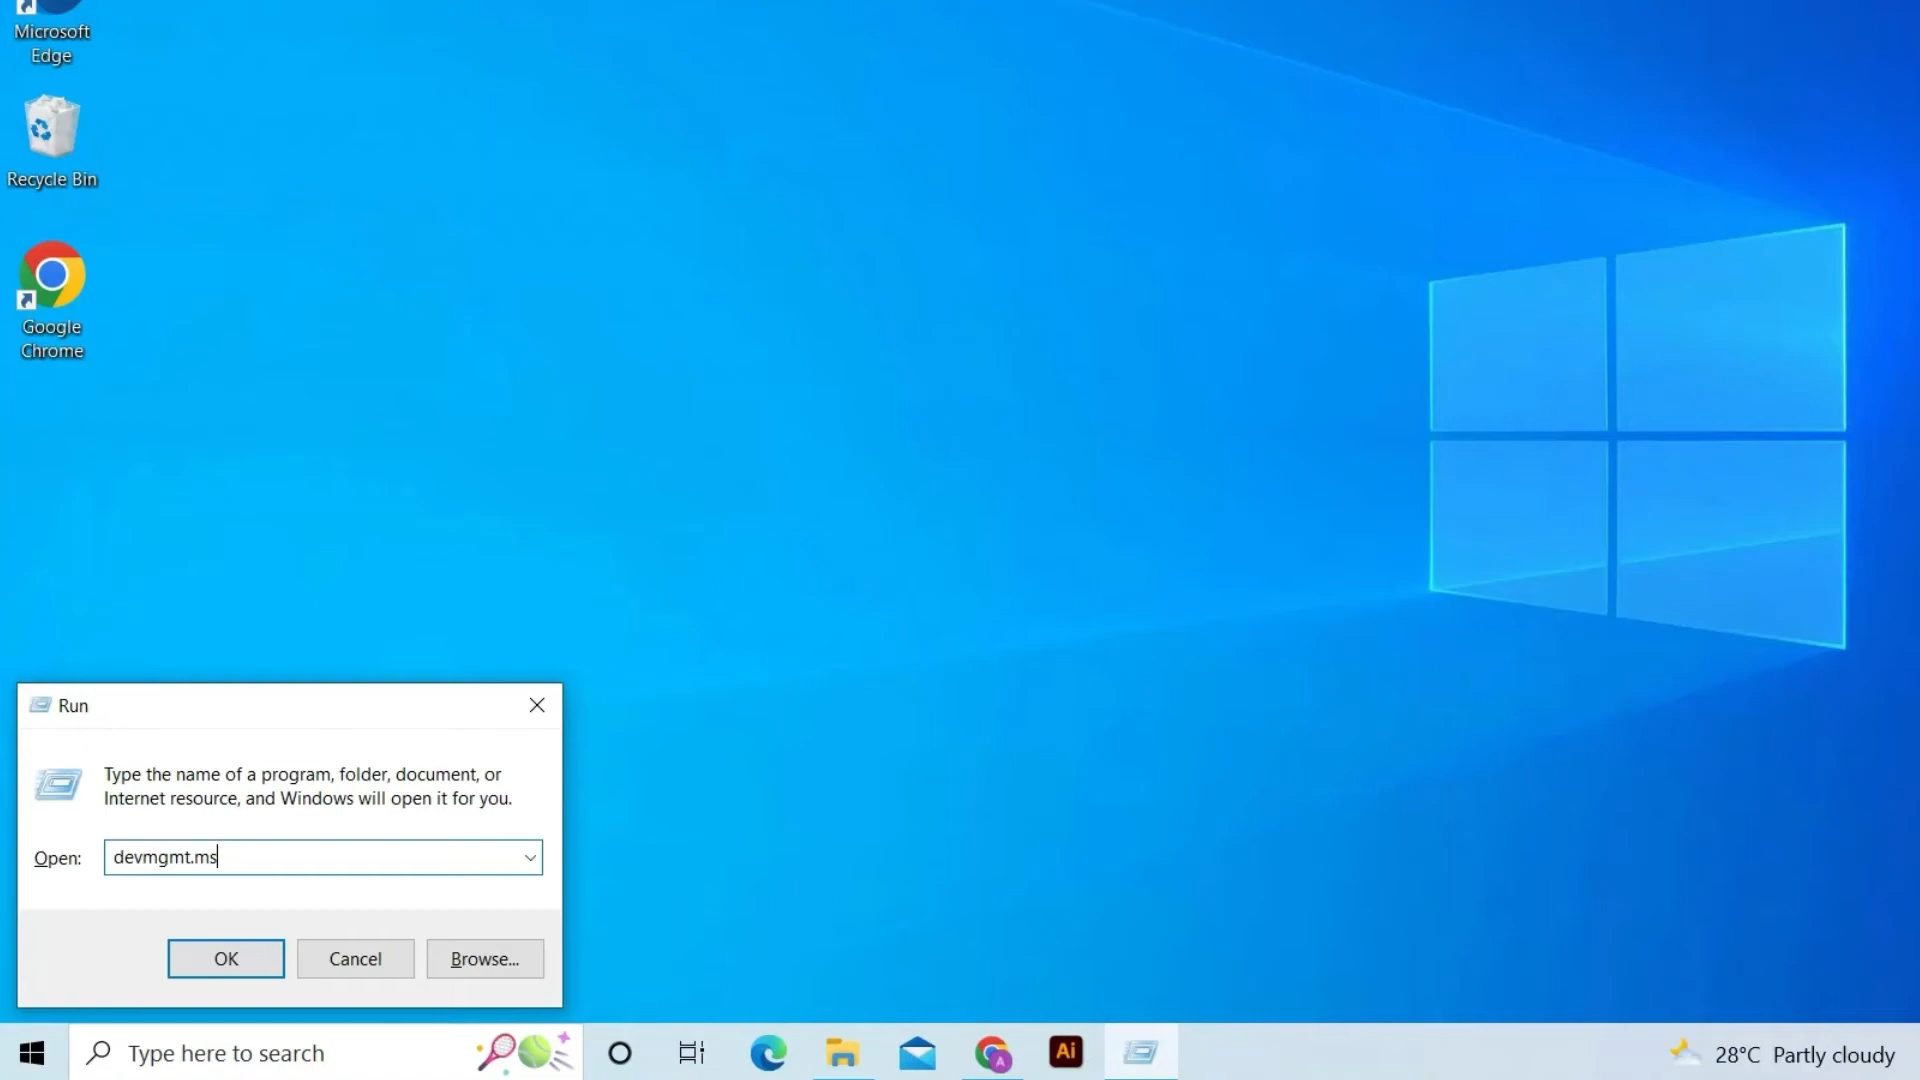 Microsoft
Edge
Recycle Bin
Google
Chrome
Run
Type the name of a program, folder, document, or
Internet resource, and Windows will open it for you.
Open: devmgmt.ms
OK Cancel Browse...
Type here to search A Ai 28°C Partly cloudy